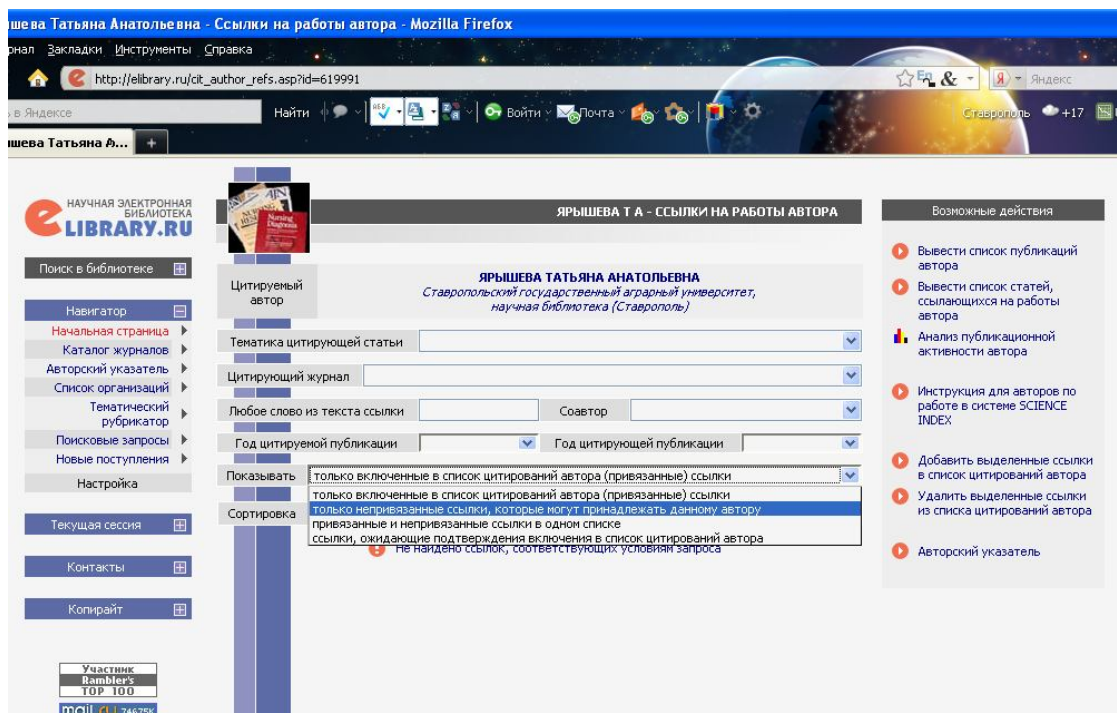 шева Татьяна Анатольевна - Ссылки на работы автора - Mozilla Firefox
рнал Закладки Инструменты Справка
http://elibrary.ru/cit_author_refs.asp?id=619991
Яндекс
в Яндексе
Найти
Войти
Почта
Ставрополь
+17
шева Татьяна А...
+
НАУЧНАЯ ЭЛЕКТРОННАЯ
БИБЛИОТЕКА
eLIBRARY.RU
Поиск в библиотеке
Навигатор
Начальная страница
Каталог журналов
Авторский указатель
Список организаций
Тематический
рубрикатор
Поисковые запросы
Новые поступления
Настройка
Текущая сессия
Контакты
Копирайт
Участник
Rambler's
TOP 100
Nursing
Diagnosis
ЯРЫШЕВА Т А - ССЫЛКИ НА РАБОТЫ АВТОРА
Цитируемый
автор
ЯРЫШЕВА ТАТЬЯНА АНАТОЛЬЕВНА
Ставропольский государственный аграрный университет,
научная библиотека (Ставрополь)
Тематика цитирующей статьи
Цитирующий журнал
Любое слово из текста ссылки
Соавтор
Год цитируемой публикации
Год цитирующей публикации
Показывать
только включенные в список цитирований автора (привязанные) ссылки
только включенные в список цитирований автора (привязанные) ссылки
только непривязанные ссылки, которые могут принадлежать данному автору
привязанные и непривязанные ссылки в одном списке
ссылки, ожидающие подтверждения включения в список цитирований автора
Сортировка
Не найдено ссылок, соответствующих условиям запроса
Возможные действия
Вывести список публикаций
автора
Вывести список статей,
ссылающихся на работы
автора
Анализ публикационной
активности автора
Инструкция для авторов по
работе в системе SCIENCE
INDEX
Добавить выделенные ссылки
в список цитирований автора
Удалить выделенные ссылки
из списка цитирований автора
Авторский указатель